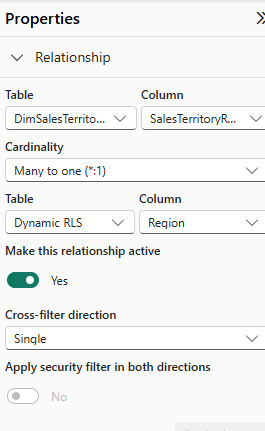 Properties
Relationship
Table Column
DimSalesTerrito... SalesTerritoryR...
Cardinality
Many to one (*:1)
Table Column
Dynamic RLS Region
Make this relationship active
Yes
Cross-filter direction
Single
Apply security filter in both directions
No